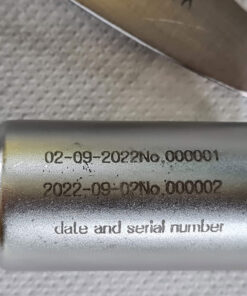 02-09-2022No.000001
2022-09-02No.000002
date and serial number